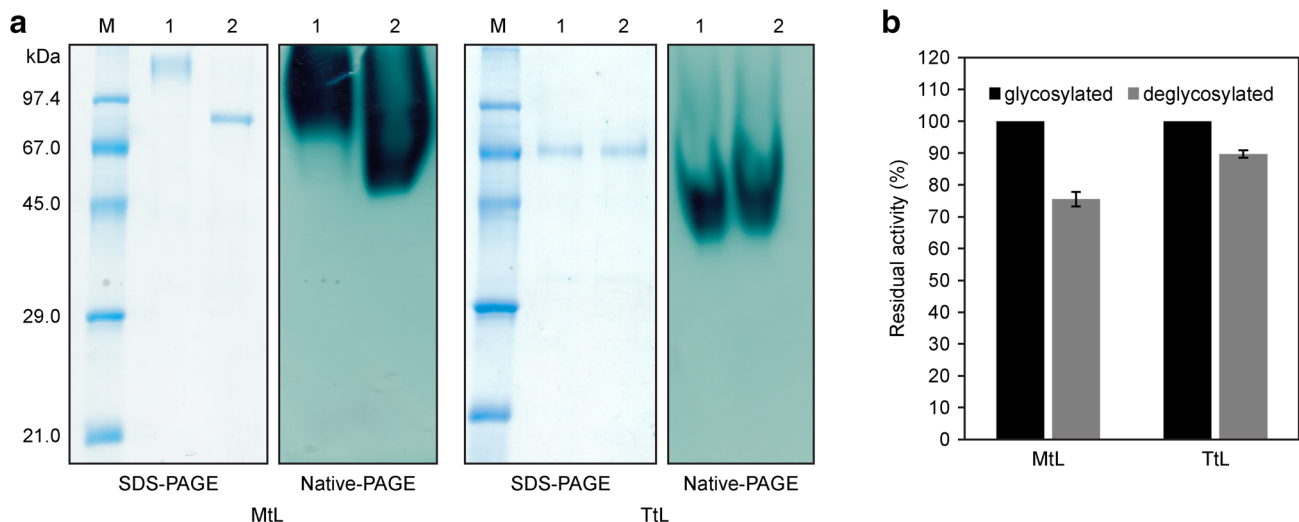 a
M 1 2 1 2 M 1 2 1 2
kDa
97.4
67.0
45.0
29.0
21.0
SDS-PAGE Native-PAGE SDS-PAGE Native-PAGE
MtL TtL
b
120
110
100
90
80
70
60
50
40
30
20
10
0
Residual activity (%)
glycosylated deglycosylated
MtL TtL